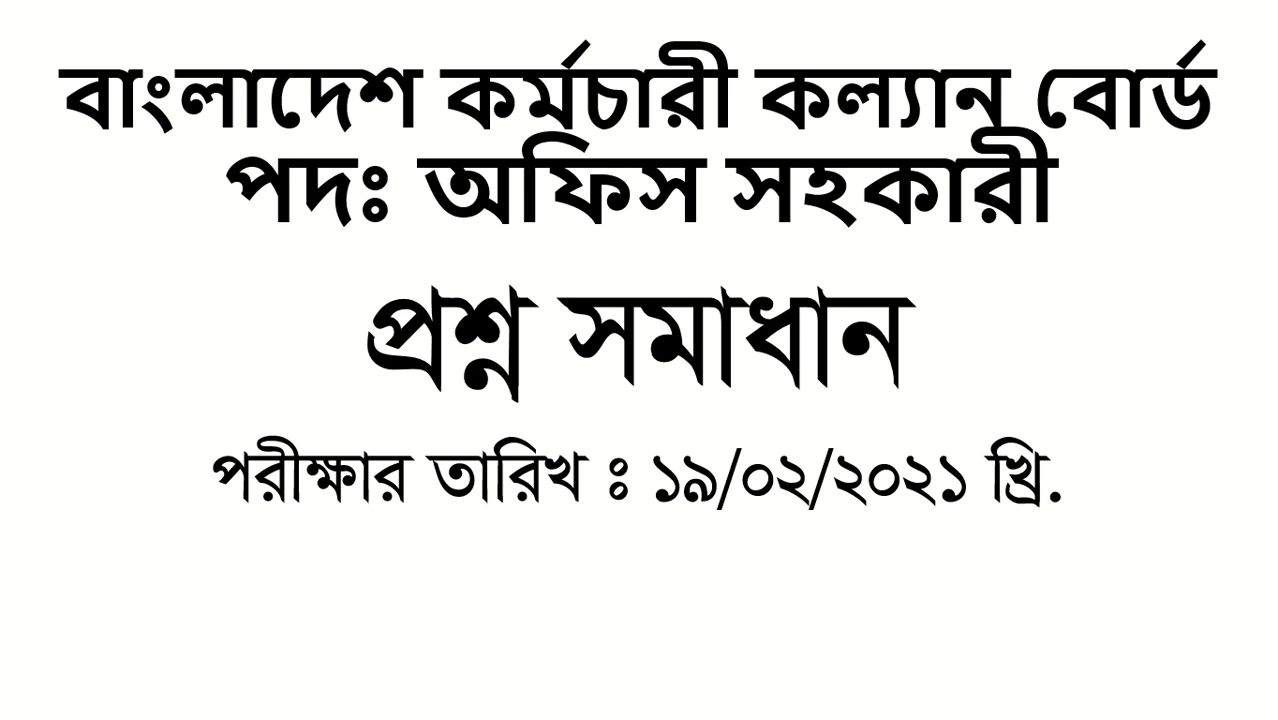 বাংলাদেশ কর্মচারী কল্যান বোর্ড
পদঃ অফিস সহকারী
প্রশ্ন সমাধান
পরীক্ষার তারিখ ঃ ১৯/০২/২০২১ খ্রি.